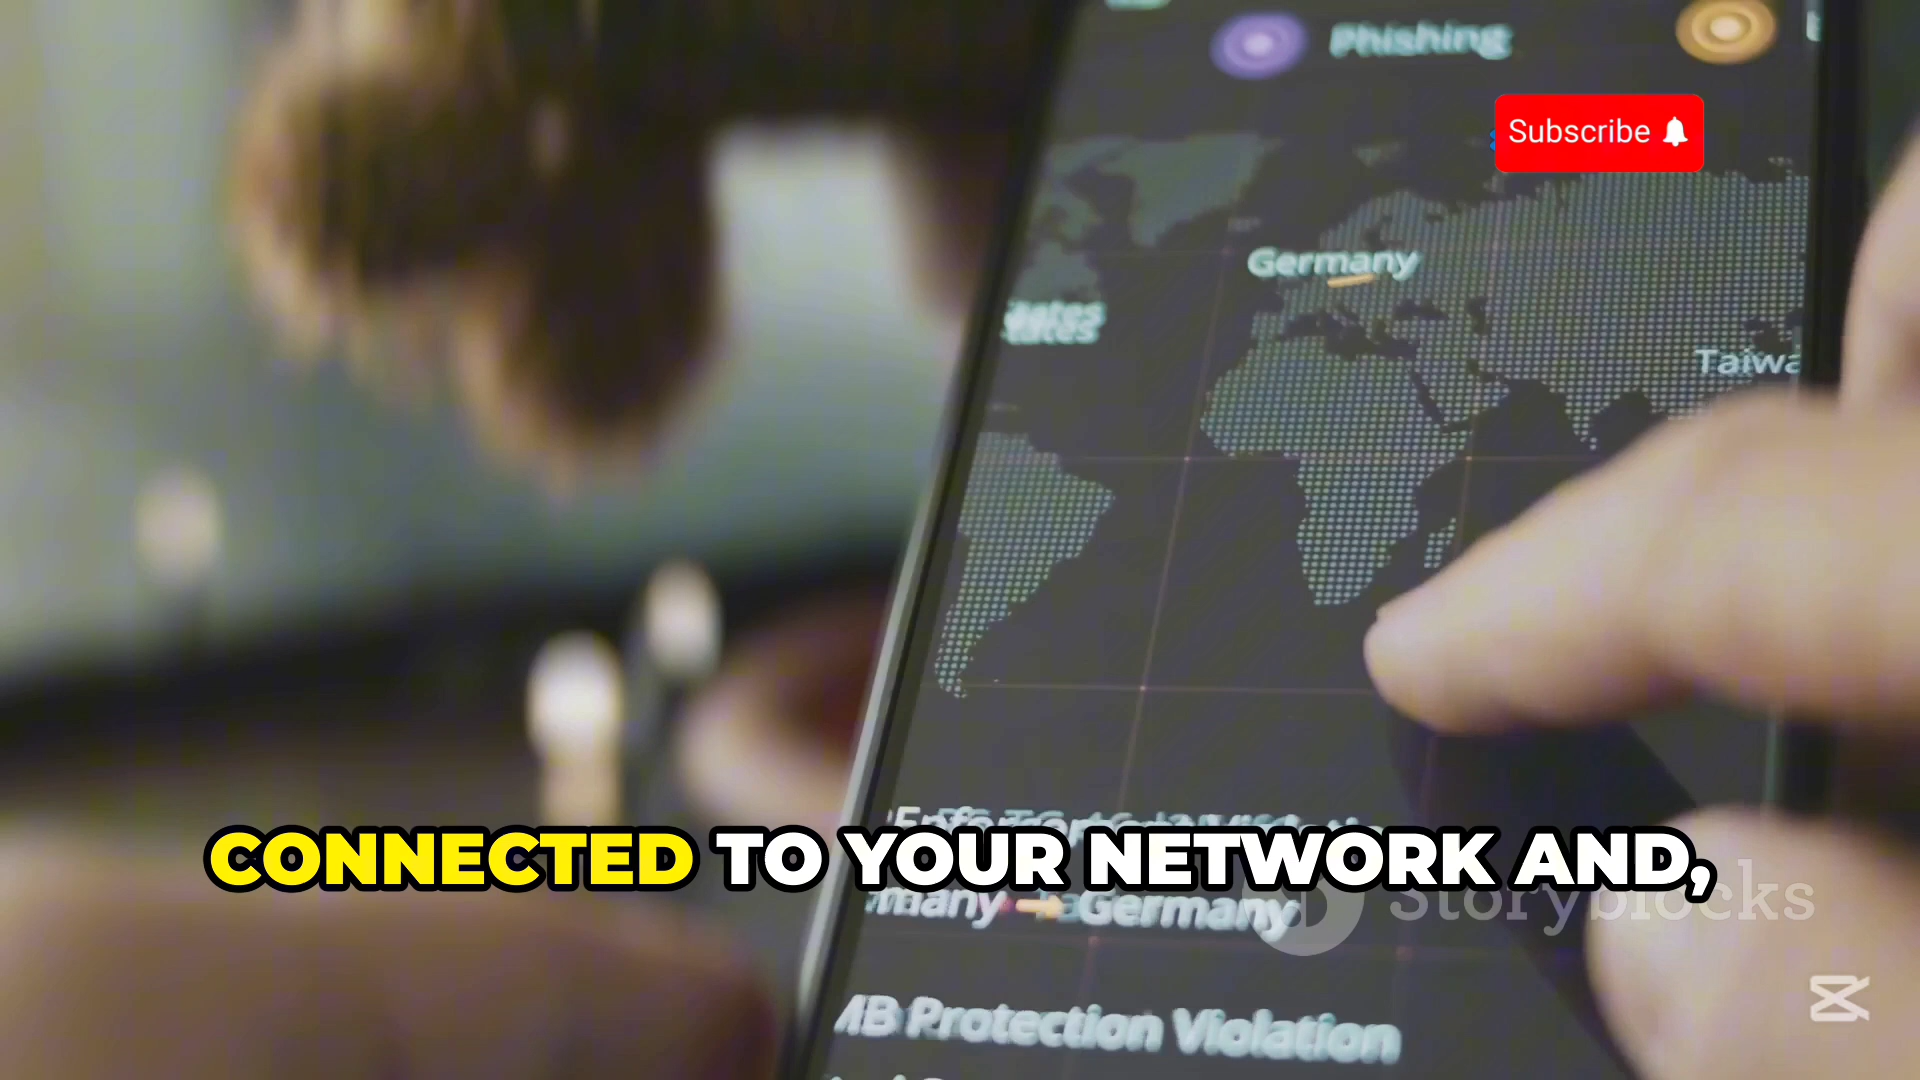 Phishing
Subscribe
Germany
Taiwa
CONNECTED TO YOUR NETWORK AND,
Germany
Storyblocks
Protection Violation